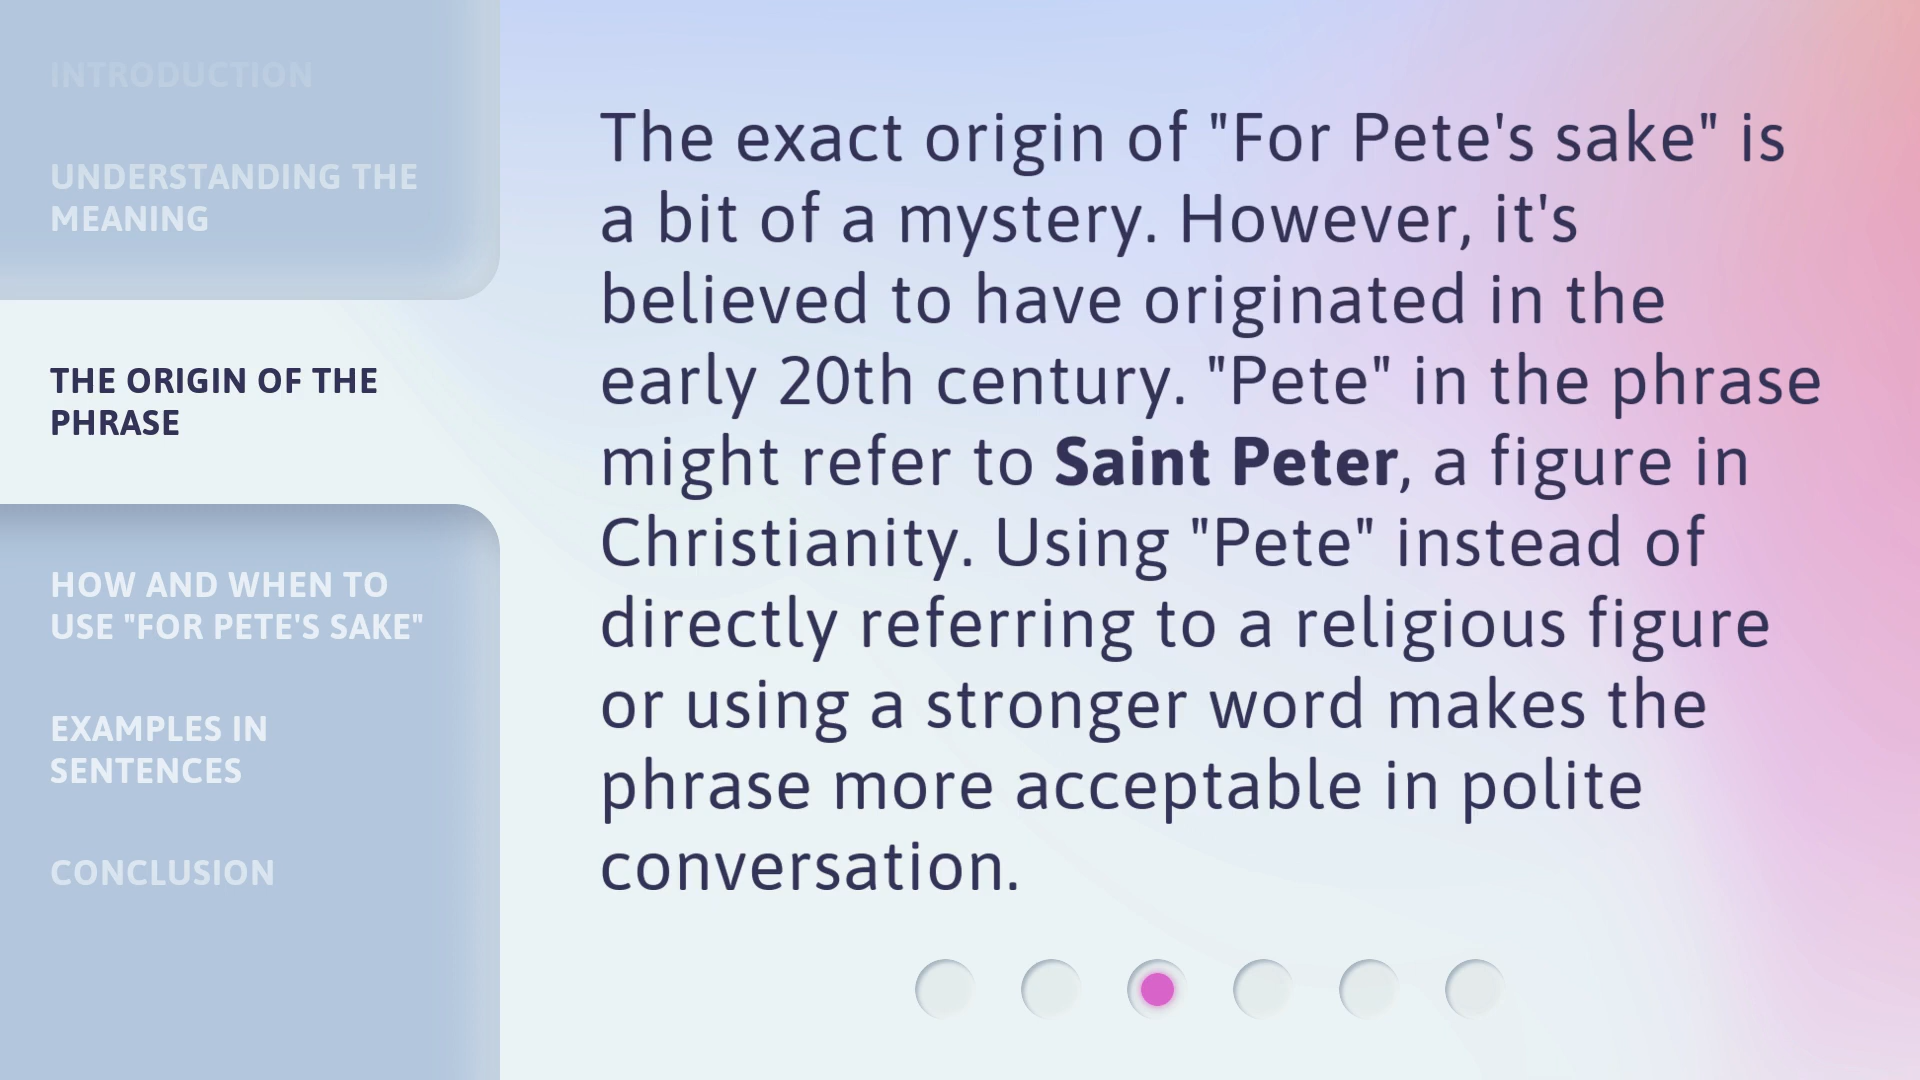 INTRODUCTION
UNDERSTANDING THE
MEANING
THE ORIGIN OF THE
PHRASE
HOW AND WHEN TO
USE "FOR PETE'S SAKE"
EXAMPLES IN
SENTENCES
CONCLUSION
The exact origin of "For Pete's sake" is
a bit of a mystery. However, it's
believed to have originated in the
early 20th century. "Pete" in the phrase
might refer to Saint Peter, a figure in
Christianity. Using "Pete" instead of
directly referring to a religious figure
or using a stronger word makes the
phrase more acceptable in polite
conversation.